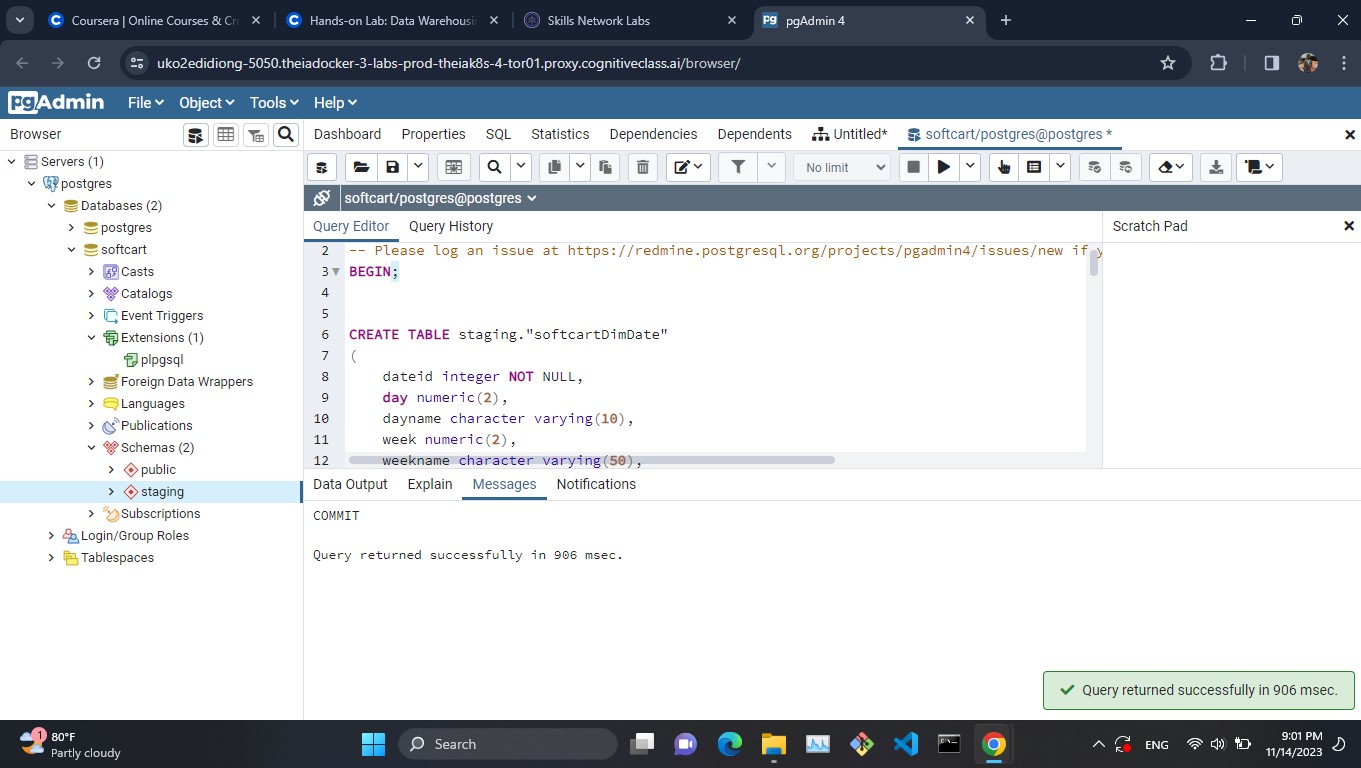 Coursera | Online Courses & Cr
Hands-on Lab: Data Warehousin
Skills Network Labs
pg pgAdmin 4
uko2edidiong-5050.theiadocker-3-labs-prod-theiak8s-4-tor01.proxy.cognitiveclass.ai/browser/
pgAdmin File Object Tools Help
Browser
Dashboard Properties SQL Statistics Dependencies Dependents Untitled* softcart/postgres@postgres *
No limit
softcart/postgres@postgres
Query Editor Query History
Scratch Pad
Servers (1)
postgres
Databases (2)
postgres
softcart
Casts
Catalogs
Event Triggers
Extensions (1)
plpgsql
Foreign Data Wrappers
Languages
Publications
Schemas (2)
public
staging
Subscriptions
Login/Group Roles
Tablespaces
2 -- Please log an issue at https://redmine.postgresql.org/projects/pgadmin4/issues/new if y
3 BEGIN;
4
5
6 CREATE TABLE staging."softcartDimDate"
7 (
8 dateid integer NOT NULL,
9 day numeric(2),
10 dayname character varying(10),
11 week numeric(2),
12 weekname character varying(50),
Data Output Explain Messages Notifications
COMMIT
Query returned successfully in 906 msec.
Query returned successfully in 906 msec.
1
80°F
Partly cloudy
Search
ENG
9:01 PM
11/14/2023